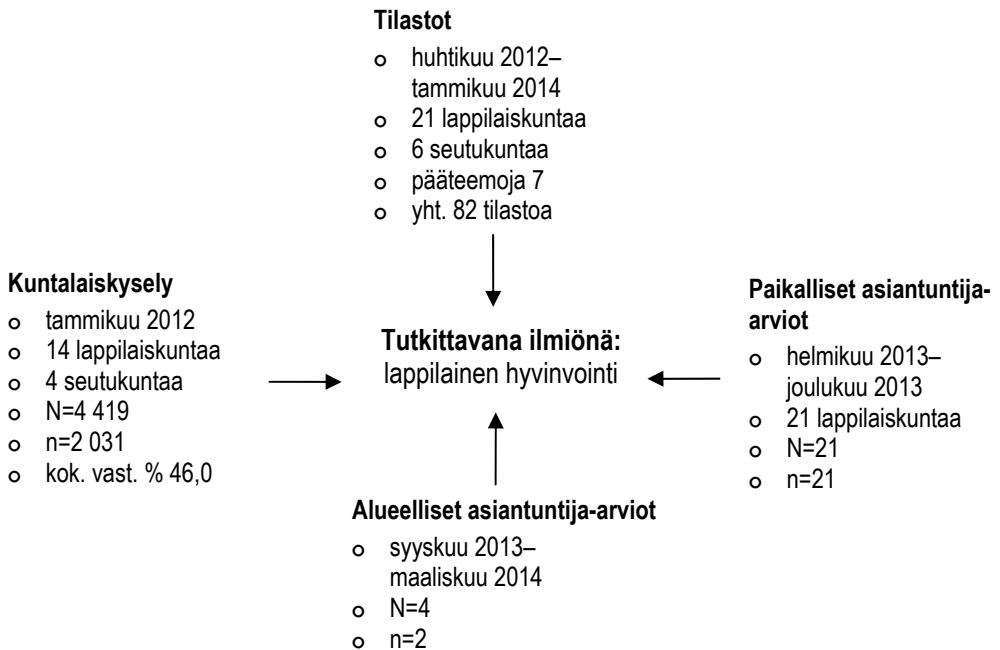 Tilastot
o huhtikuu 2012–
tammikuu 2014
o 21 lappilaiskuntaa
o 6 seutukuntaa
o pääteemoja 7
o yht. 82 tilastoa
Kuntalaiskysely
o tammikuu 2012
o 14 lappilaiskuntaa
o 4 seutukuntaa
o N=4 419
o n=2 031
o kok. vast. % 46,0
Tutkittavana ilmiönä:
lappilainen hyvinvointi
Paikalliset asiantuntija-
arviot
o helmikuu 2013–
joulukuu 2013
o 21 lappilaiskuntaa
o N=21
o n=21
Alueelliset asiantuntija-arviot
o syyskuu 2013–
maaliskuu 2014
o N=4
o n=2